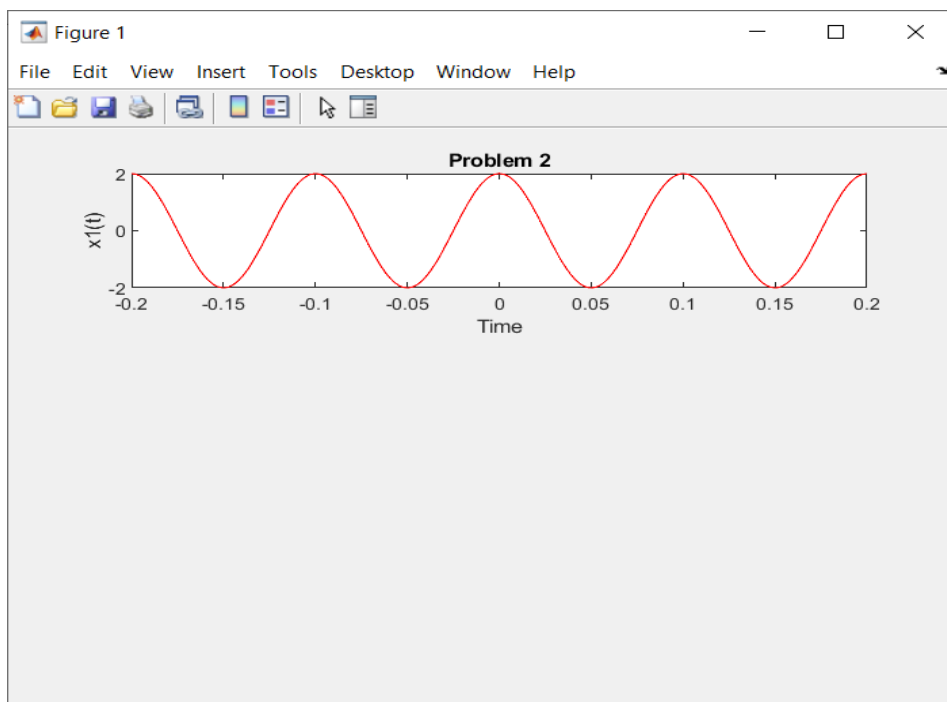 Figure 1
File Edit View Insert Tools Desktop Window Help
Problem 2
2
0
-2
x1(t)
-0.2 -0.15 -0.1 -0.05 0 0.05 0.1 0.15 0.2
Time